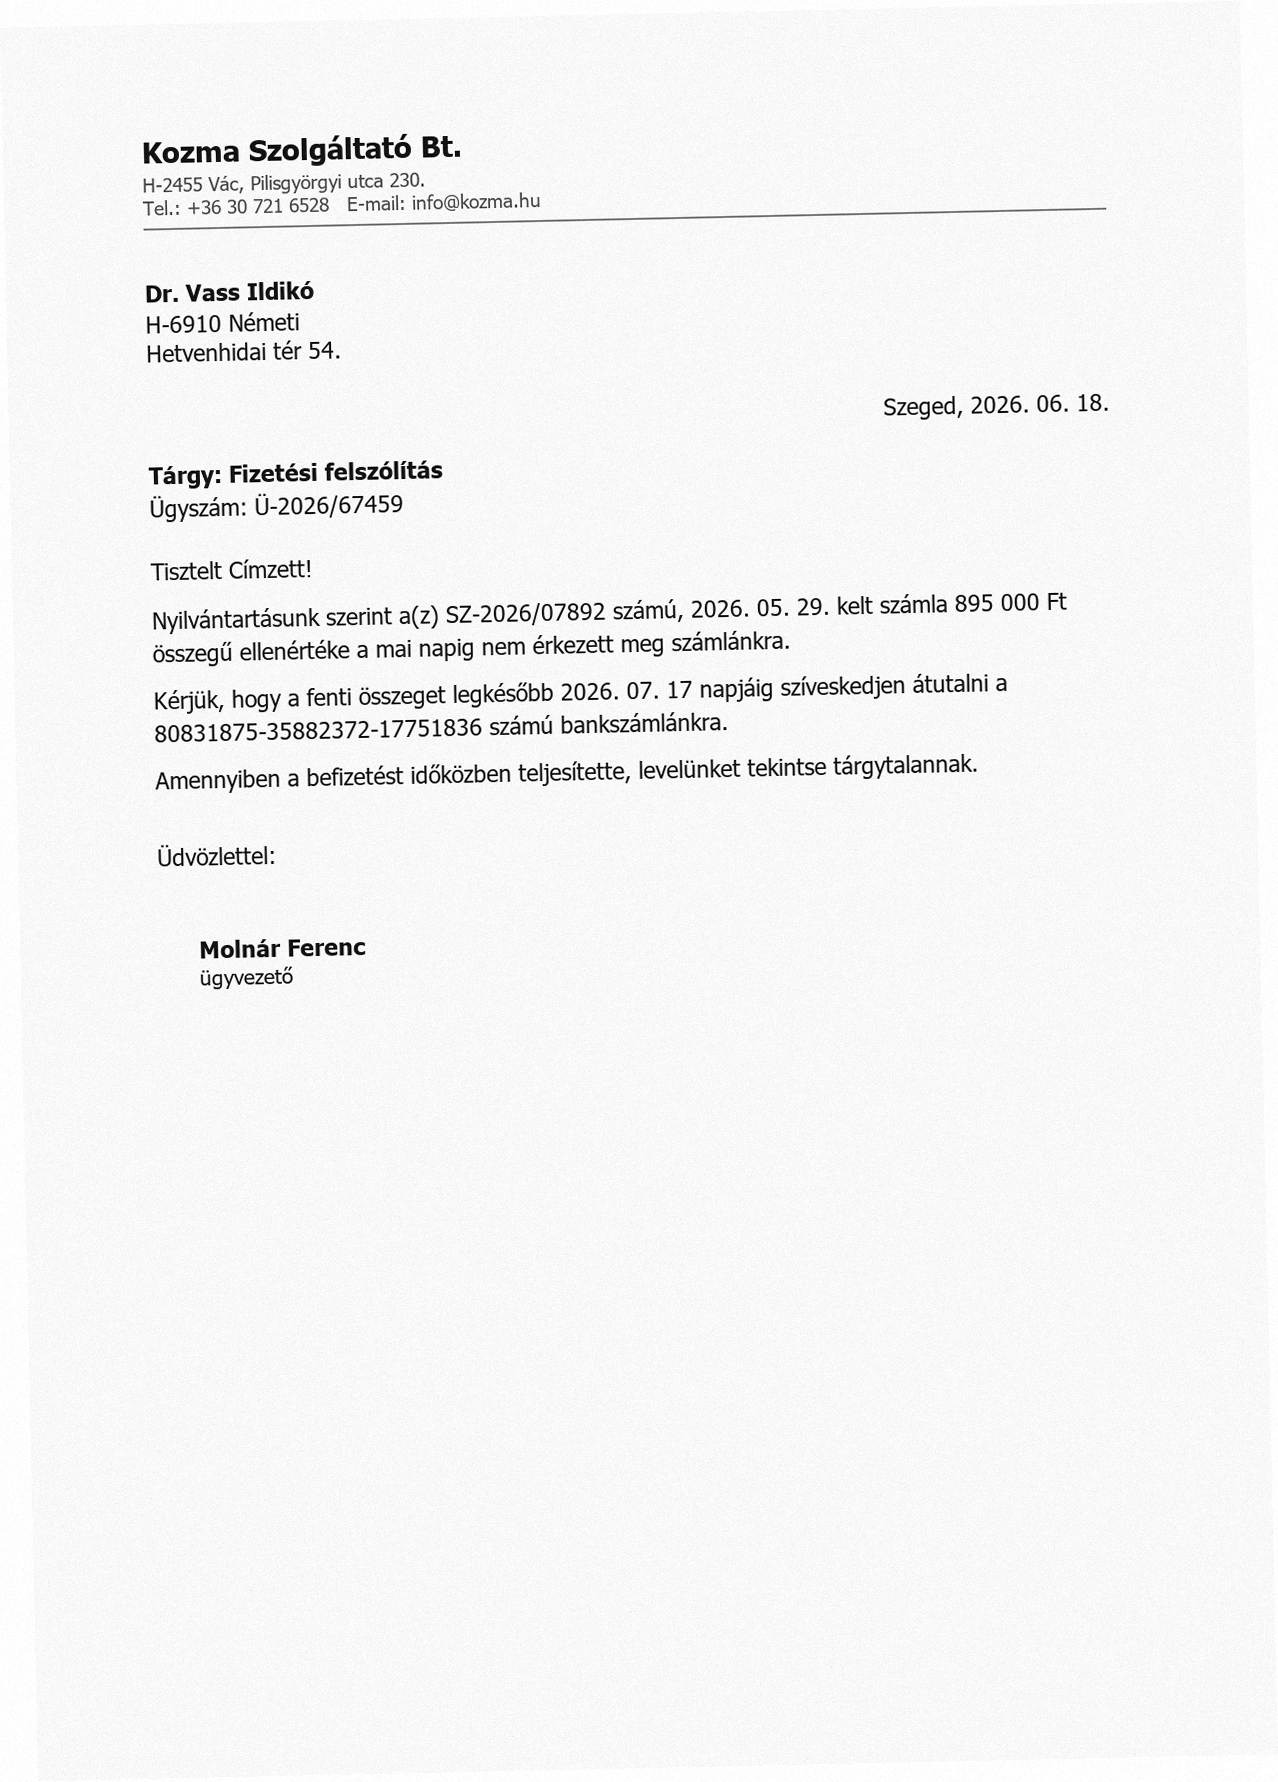 Kozma Szolgáltató Bt.
H-2455 Vác, Pilisgyörgyi utca 230.
Tel.: +36 30 721 6528 E-mail: info@kozma.hu
Dr. Vass Ildikó
H-6910 Németi
Hetvenhidai tér 54.
Szeged, 2026. 06. 18.
Tárgy: Fizetési felszólítás
Ügyszám: Ü-2026/67459
Tisztelt Címzett!
Nyilvántartásunk szerint a(z) SZ-2026/07892 számú, 2026. 05. 29. kelt számla 895 000 Ft
összegű ellenértéke a mai napig nem érkezett meg számlánkra.
Kérjük, hogy a fenti összeget legkésőbb 2026. 07. 17 napjáig szíveskedjen átutalni a
80831875-35882372-17751836 számú bankszámlánkra.
Amennyiben a befizetést időközben teljesítette, levelünket tekintse tárgytalannak.
Üdvözlettel:
Molnár Ferenc
ügyvezető